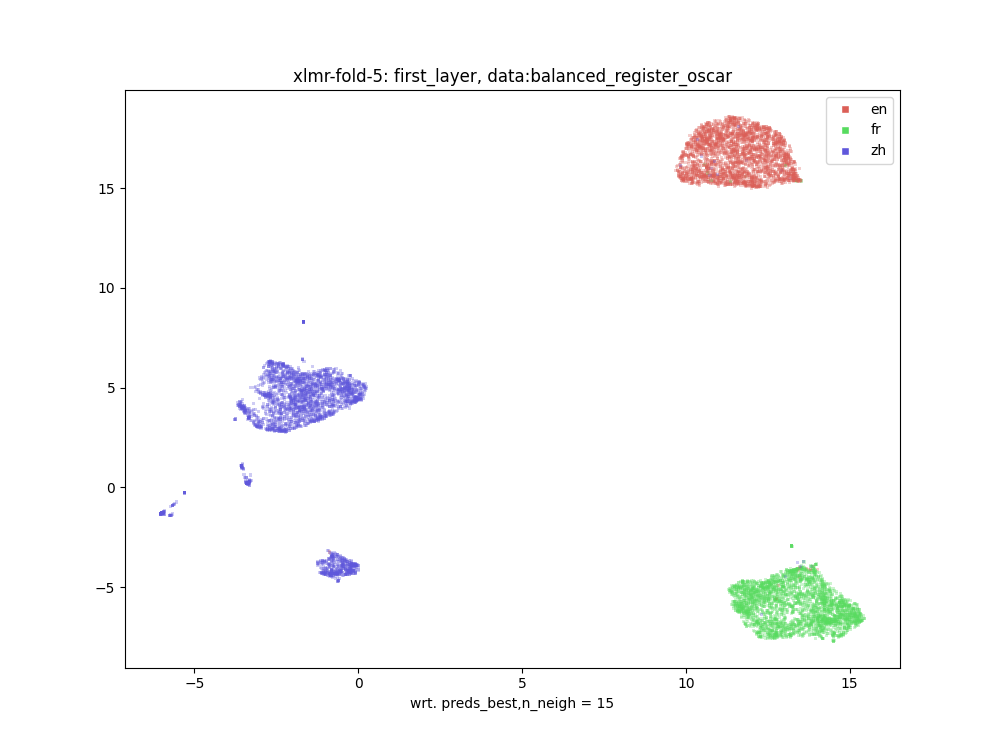 xlmr-fold-5: first_layer, data:balanced_register_oscar
en
fr
zh
15
10
5
0
−5
−5
0
5
10
15
wrt. preds_best,n_neigh = 15